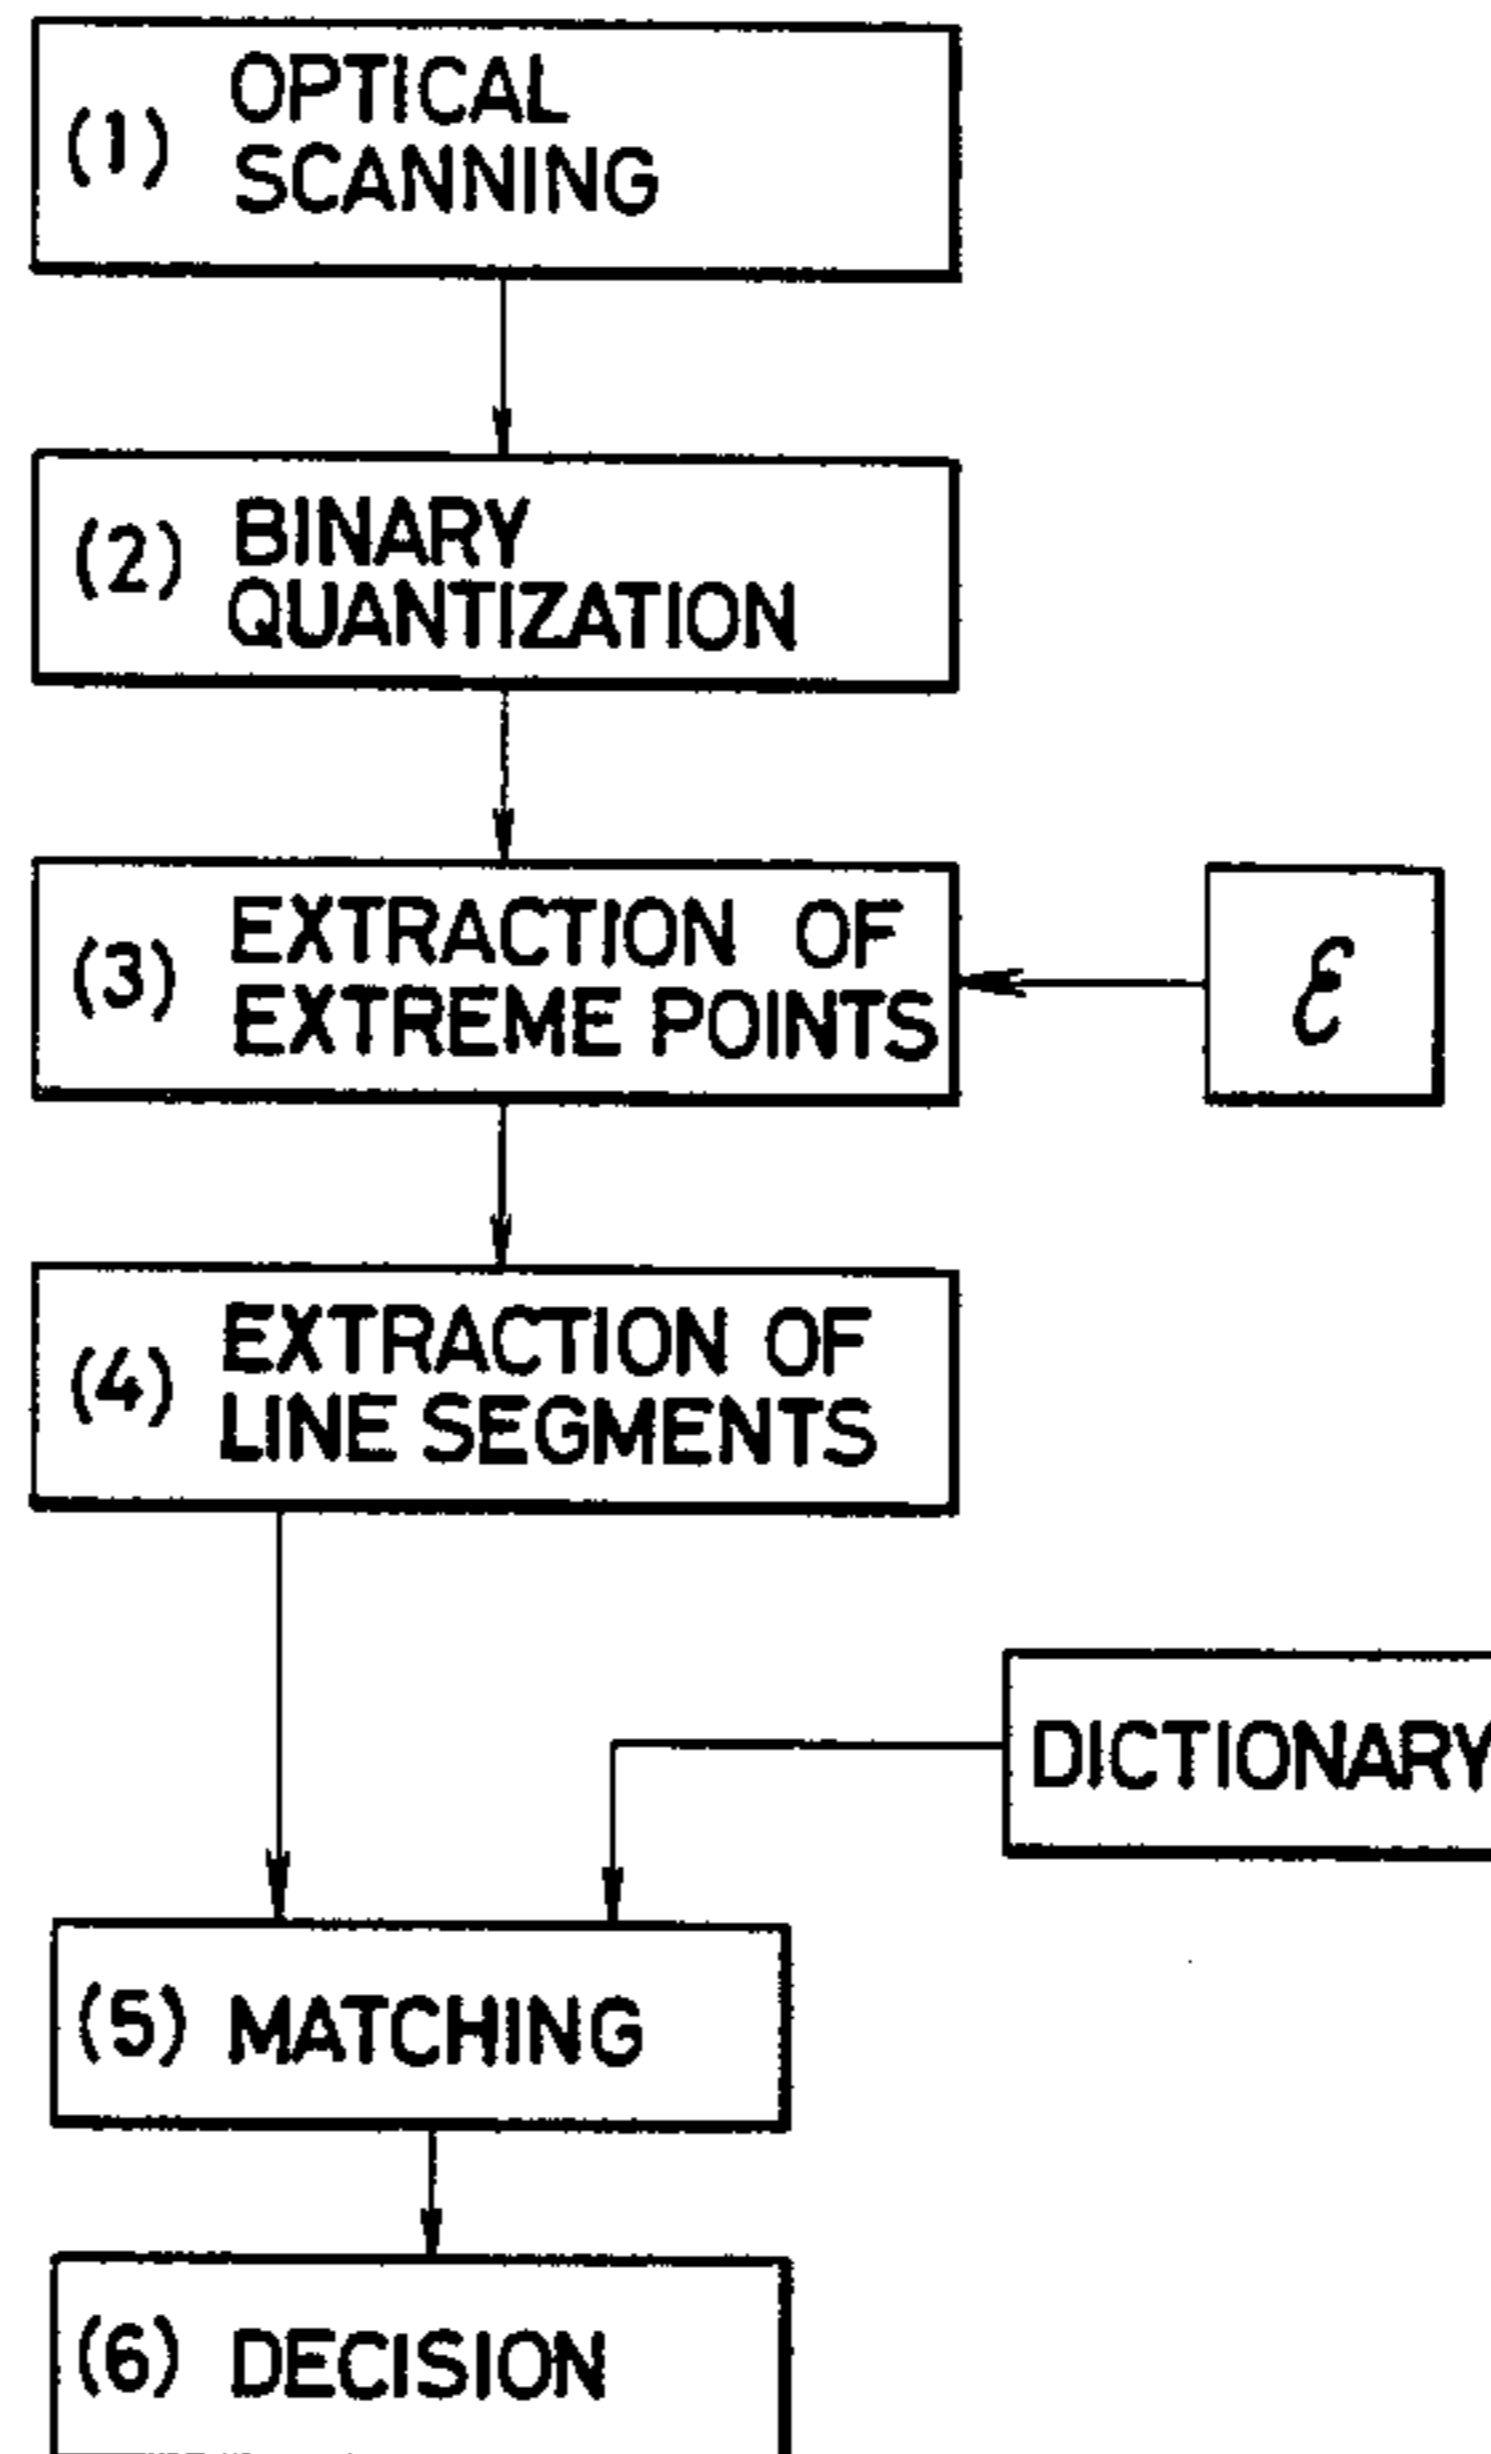 (1) OPTICAL
SCANNING
(2) BINARY
QUANTIZATION
(3) EXTRACTION OF
EXTREME POINTS
ℰ
(4) EXTRACTION OF
LINE SEGMENTS
DICTIONARY
(5) MATCHING
(6) DECISION